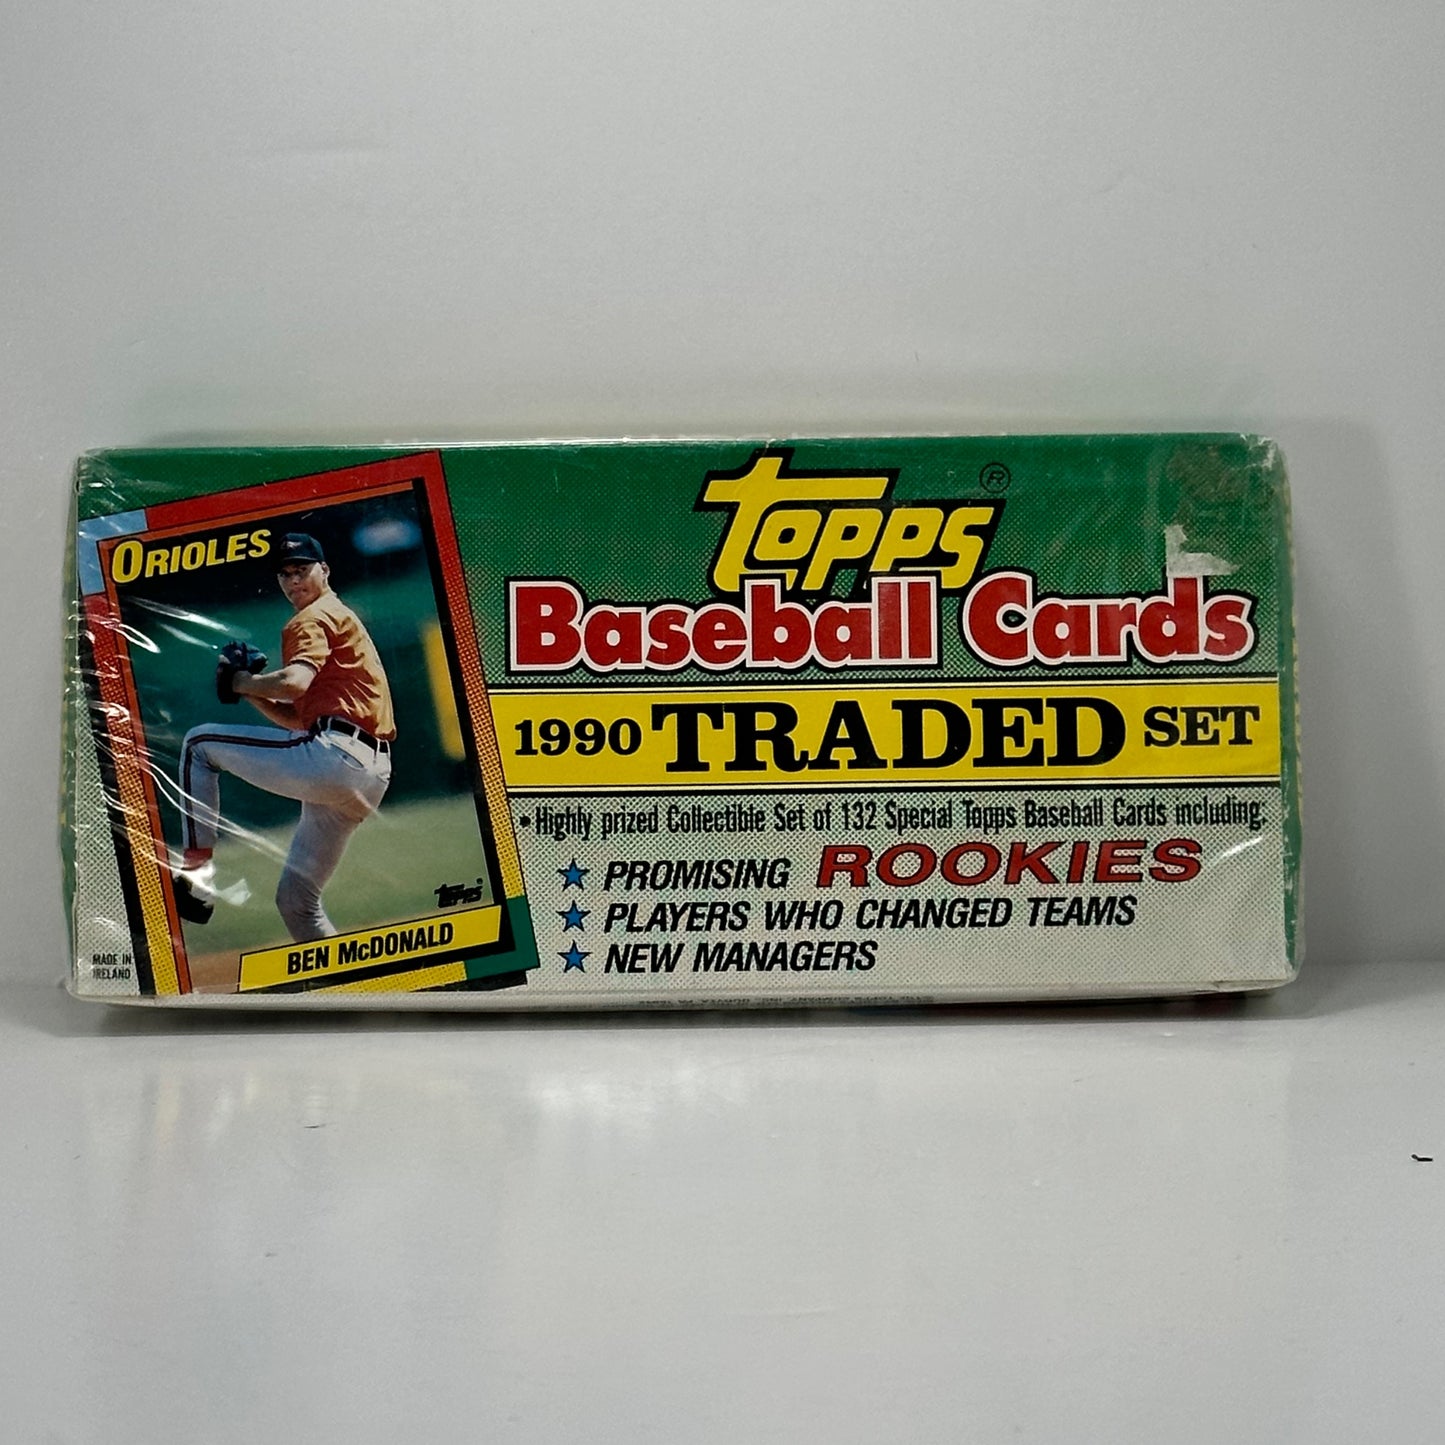 ORIOLES
TOPPS
BEN McDONALD
MADE IN
IRELAND
TOPPS ®
Baseball Cards
1990 TRADED SET
• Highly prized Collectible Set of 132 Special Topps Baseball Cards including:
★ PROMISING ROOKIES
★ PLAYERS WHO CHANGED TEAMS
★ NEW MANAGERS